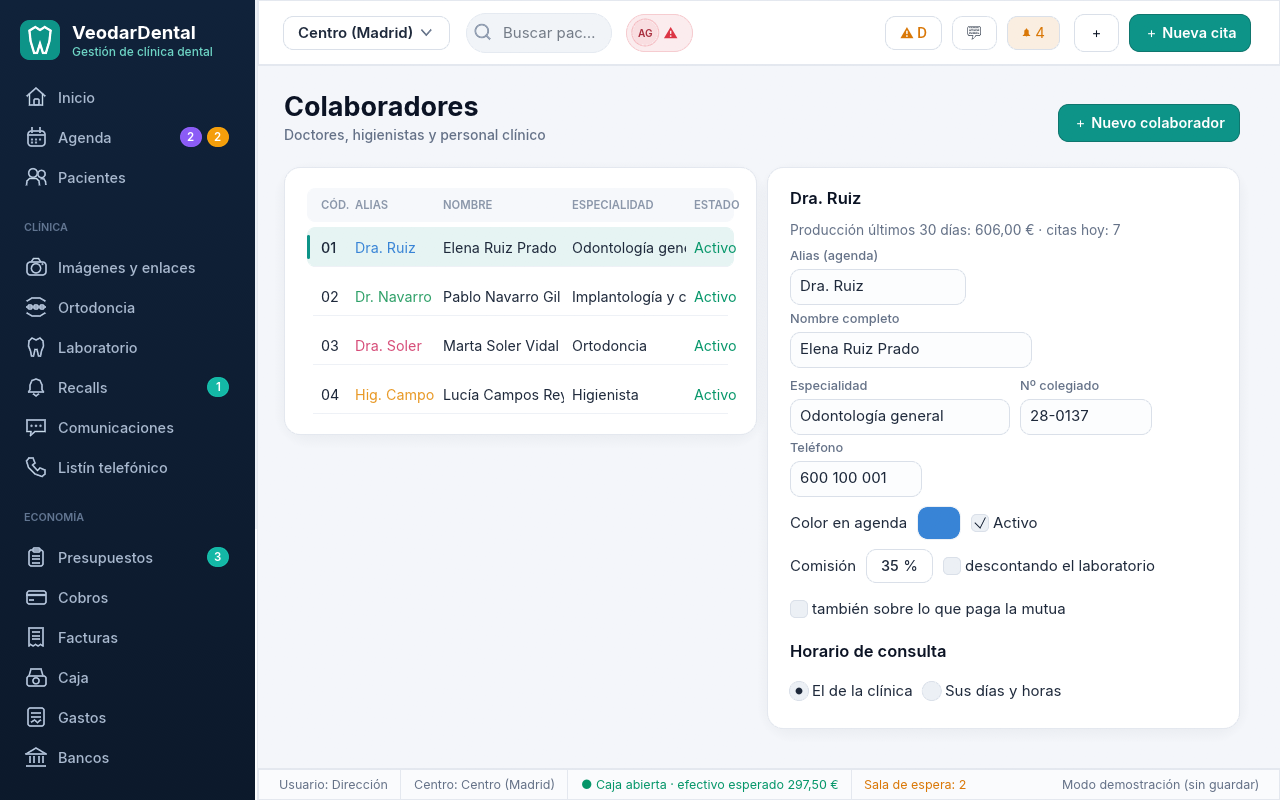 VeodarDental
Gestión de clínica dental
Inicio
Agenda 2 2
Pacientes
CLÍNICA
Imágenes y enlaces
Ortodoncia
Laboratorio
Recalls 1
Comunicaciones
Listín telefónico
ECONOMÍA
Presupuestos 3
Cobros
Facturas
Caja
Gastos
Bancos
Centro (Madrid)
Buscar pac...
AG
D
4
+
+ Nueva cita
Colaboradores
Doctores, higienistas y personal clínico
+ Nuevo colaborador
CÓD. ALIAS NOMBRE ESPECIALIDAD ESTADO
01 Dra. Ruiz Elena Ruiz Prado Odontología gen Activo
02 Dr. Navarro Pablo Navarro Gil Implantología y c Activo
03 Dra. Soler Marta Soler Vidal Ortodoncia Activo
04 Hig. Campo Lucía Campos Rey Higienista Activo
Dra. Ruiz
Producción últimos 30 días: 606,00 € · citas hoy: 7
Alias (agenda)
Dra. Ruiz
Nombre completo
Elena Ruiz Prado
Especialidad Nº colegiado
Odontología general 28-0137
Teléfono
600 100 001
Color en agenda Activo
Comisión 35 % descontando el laboratorio
también sobre lo que paga la mutua
Horario de consulta
El de la clínica Sus días y horas
Usuario: Dirección Centro: Centro (Madrid) Caja abierta · efectivo esperado 297,50 € Sala de espera: 2 Modo demostración (sin guardar)